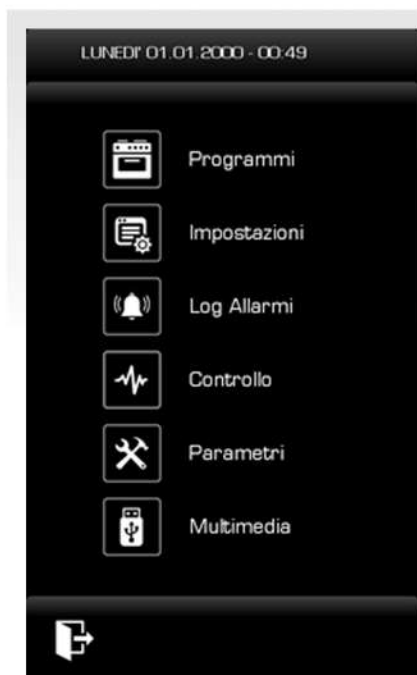 LUNEDI' 01.01.2000 - 00:49
Programmi
Impostazioni
Log Allarmi
Controllo
Parametri
Multimedia